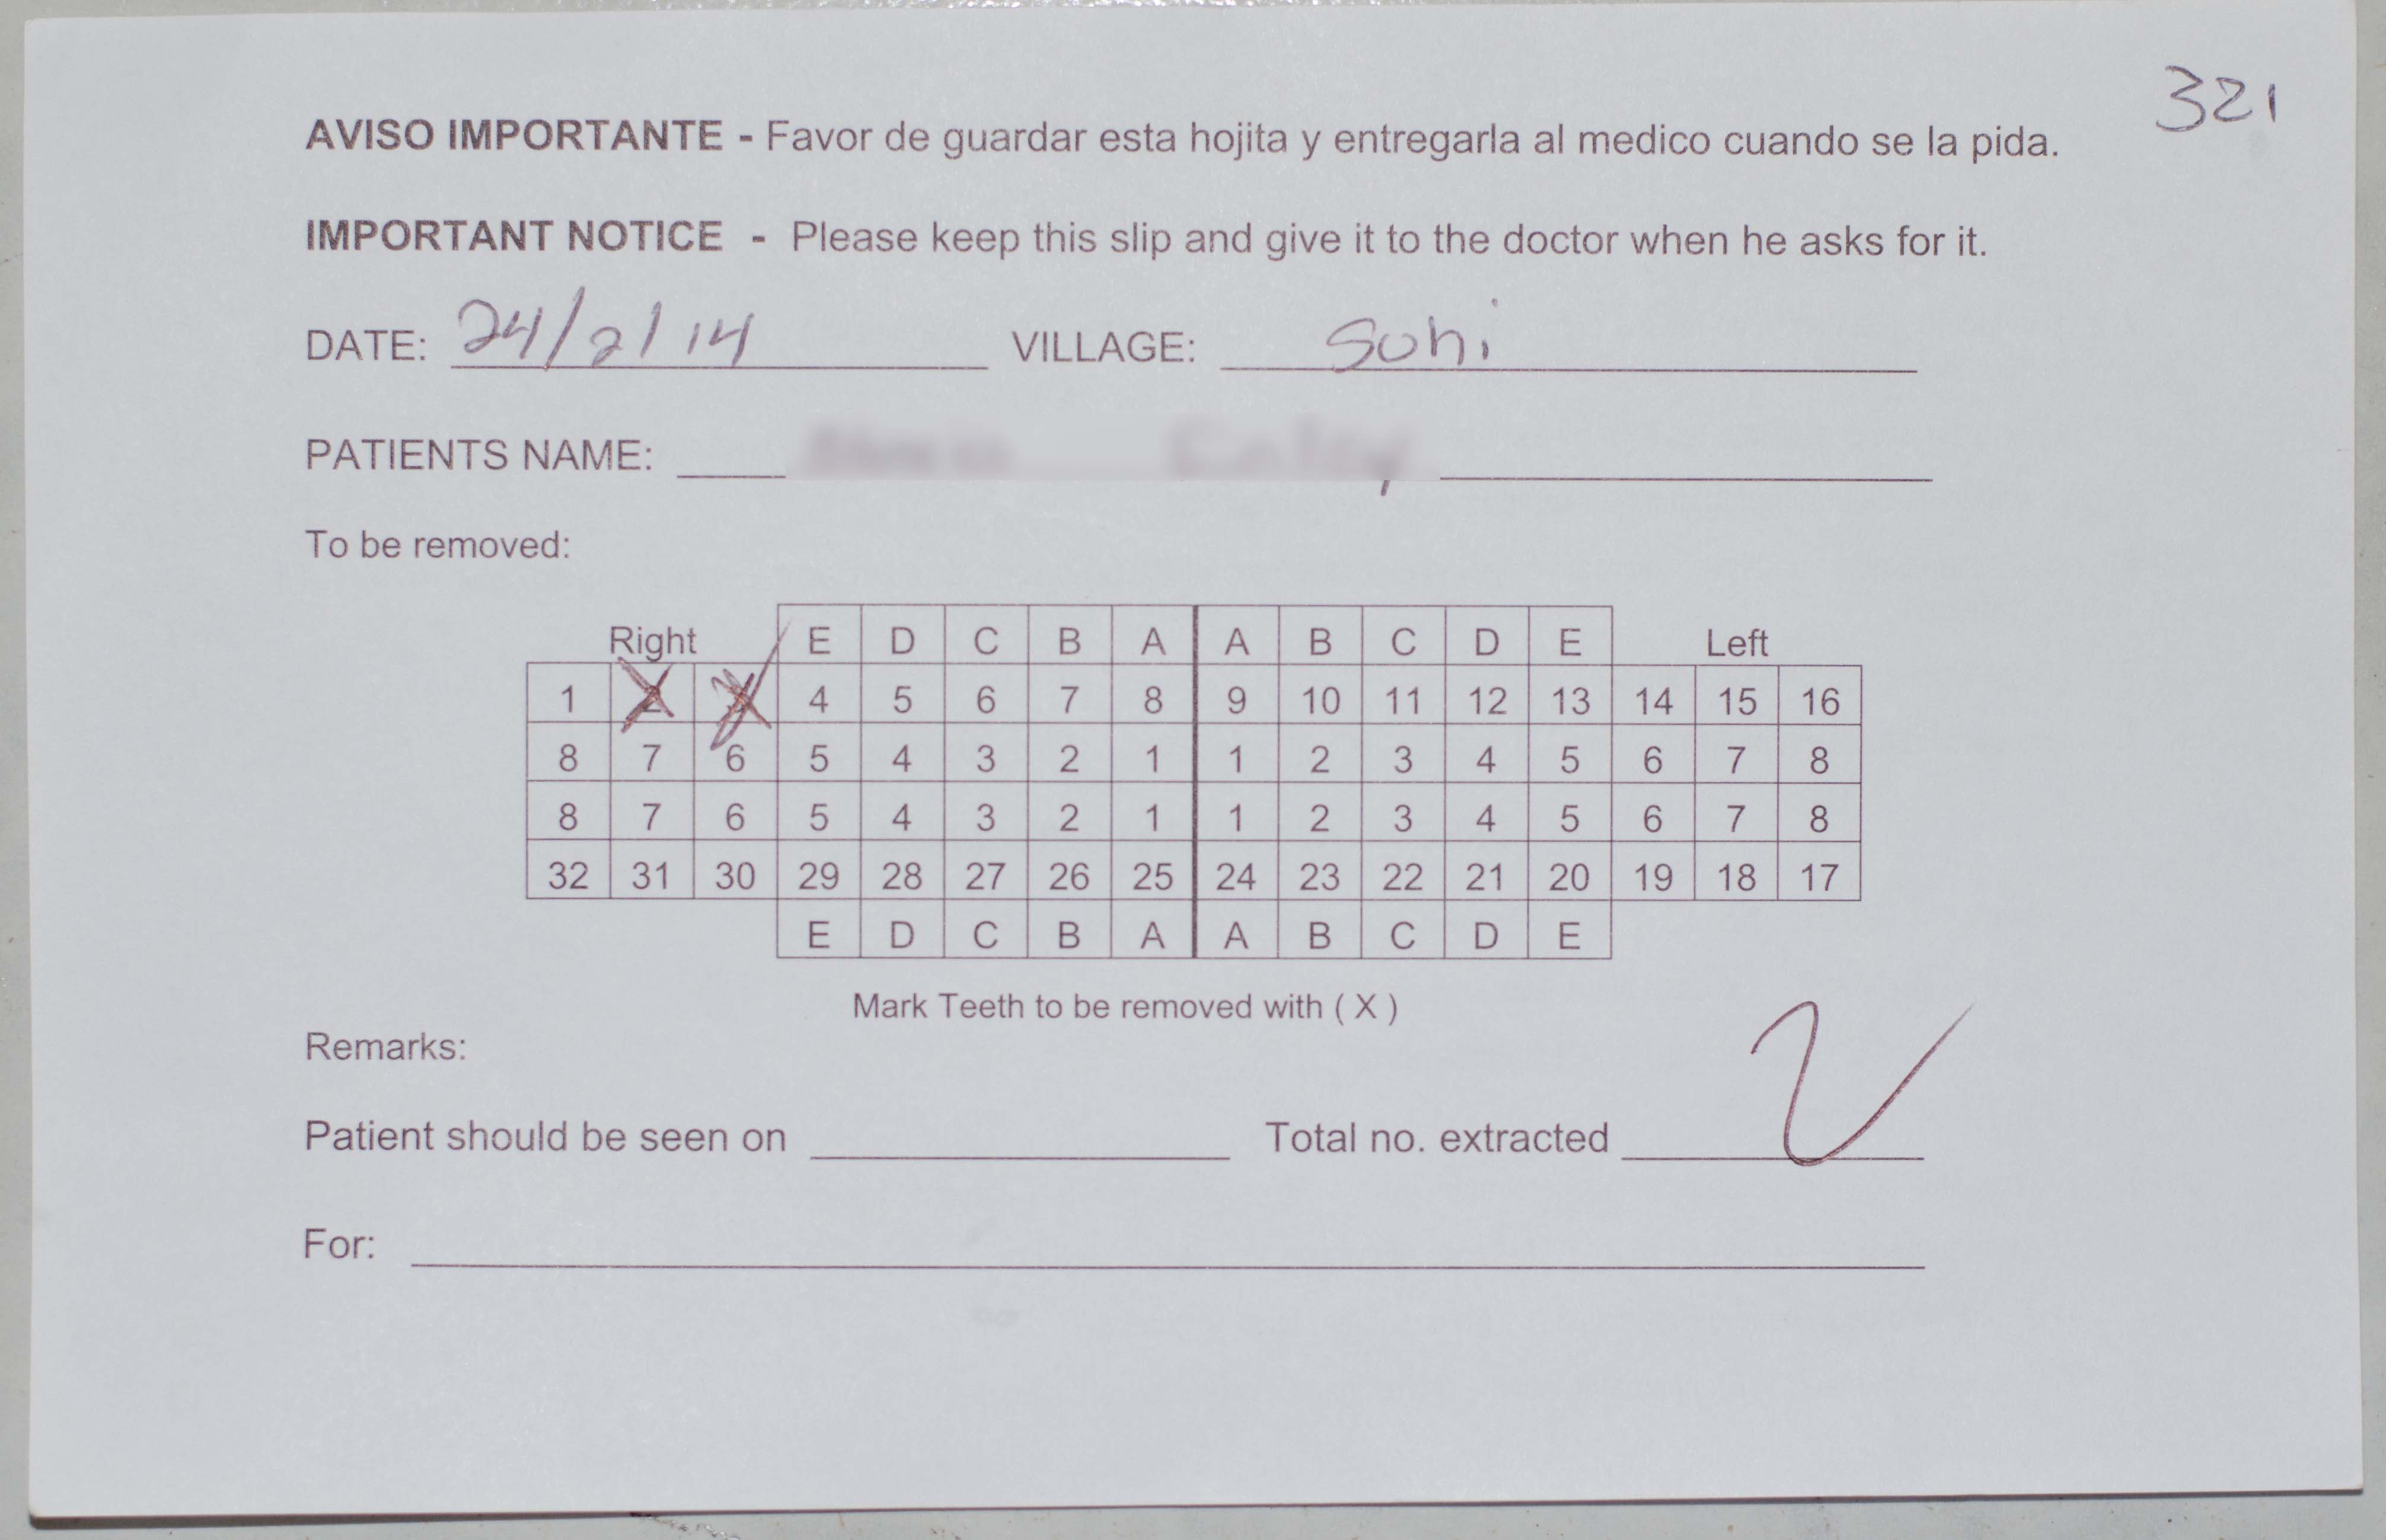 321
AVISO IMPORTANTE - Favor de guardar esta hojita y entregarla al medico cuando se la pida.
IMPORTANT NOTICE - Please keep this slip and give it to the doctor when he asks for it.
DATE: 24/2/14 VILLAGE: Suhi
PATIENTS NAME:
To be removed:
E D C B A A B C D E
Right Left
1 2 4 5 6 7 8 9 10 11 12 13 14 15 16
8 7 6 5 4 3 2 1 1 2 3 4 5 6 7 8
8 7 6 5 4 3 2 1 1 2 3 4 5 6 7 8
32 31 30 29 28 27 26 25 24 23 22 21 20 19 18 17
E D C B A A B C D E
Mark Teeth to be removed with ( X )
Remarks:
Patient should be seen on Total no. extracted 2
For: